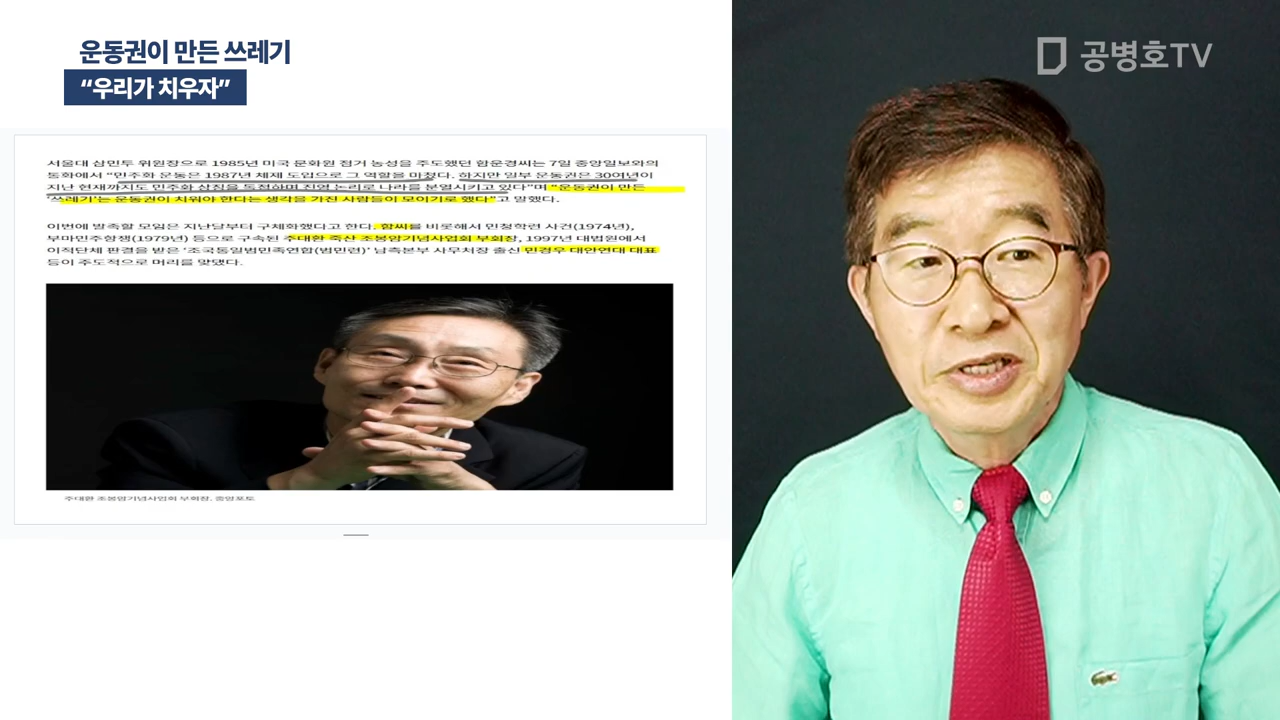 운동권이 만든 쓰레기
“우리가 치우자”
공병호TV
서울대 삼민투 위원장으로 1985년 미국 문화원 점거 농성을 주도했던 함운경씨는 7일 중앙일보와의
통화에서 “민주화 운동은 1987년 체제 도입으로 그 역할을 마쳤다. 하지만 일부 운동권은 30여년이
지난 현재까지도 민주화 상징을 독점하며 진영 논리로 나라를 분열시키고 있다”며 “운동권이 만든
‘쓰레기’는 운동권이 치워야 한다는 생각을 가진 사람들이 모이기로 했다”고 말했다.
이번에 발족할 모임은 지난달부터 구체화했다고 한다. 함씨를 비롯해서 민청학련 사건(1974년),
부마민주항쟁(1979년) 등으로 구속된 주대환 죽산 조봉암기념사업회 부회장, 1997년 대법원에서
이적단체 판결을 받은 ‘조국통일범민족연합(범민련)’ 남측본부 사무처장 출신 민경우 대안연대 대표
등이 주도적으로 머리를 맞댔다.
주대환 조봉암기념사업회 부회장. 중앙포토